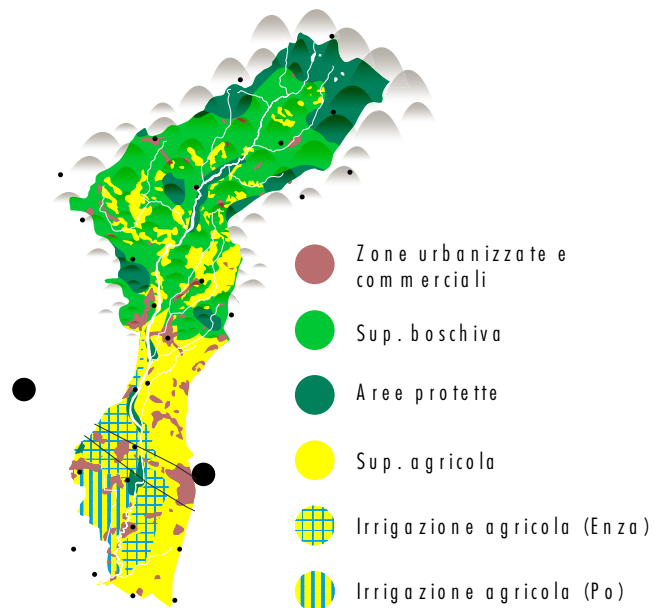 Zone urbanizzate e
commerciali
Sup. boschiva
Aree protette
Sup. agricola
Irrigazione agricola (Enza)
Irrigazione agricola (Po)